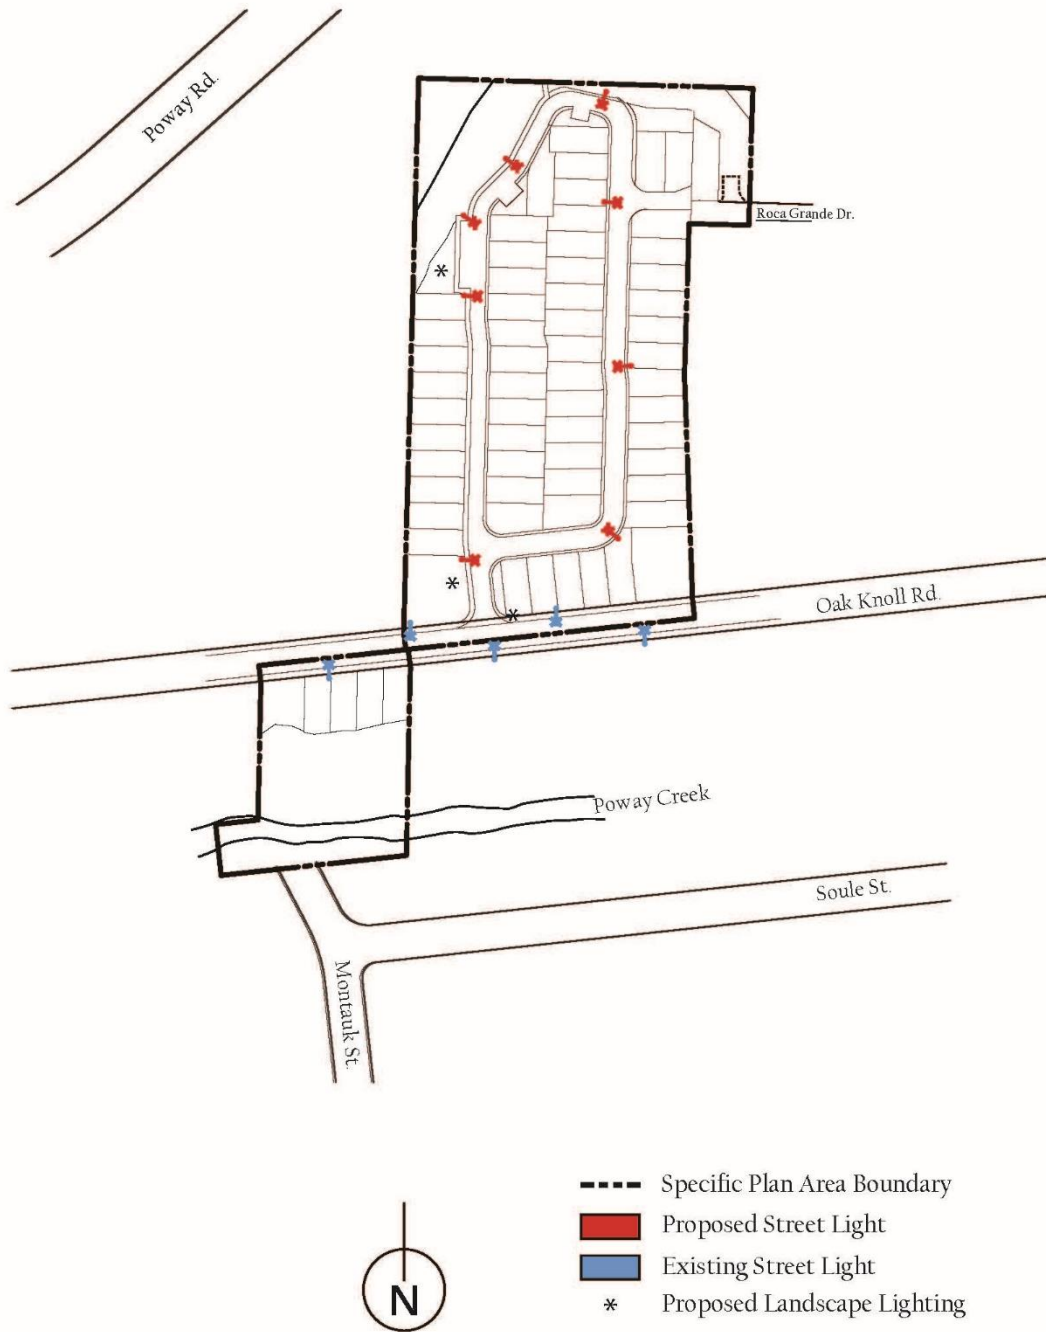 Poway Rd.
Roca Grande Dr.
*
*
*
Oak Knoll Rd.
Poway Creek
Soule St.
Montauk St.
Specific Plan Area Boundary
Proposed Street Light
Existing Street Light
* Proposed Landscape Lighting
N